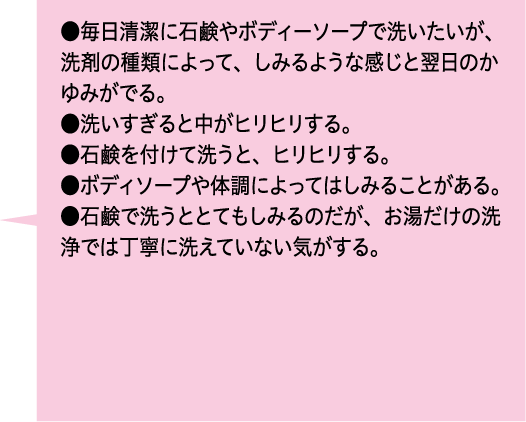 ●毎日清潔に石鹸やボディーソープで洗いたいが、
洗剤の種類によって、しみるような感じと翌日のか
ゆみがでる。
●洗いすぎると中がヒリヒリする。
●石鹸を付けて洗うと、ヒリヒリする。
●ボディソープや体調によってはしみることがある。
●石鹸で洗うととてもしみるのだが、お湯だけの洗
浄では丁寧に洗えていない気がする。